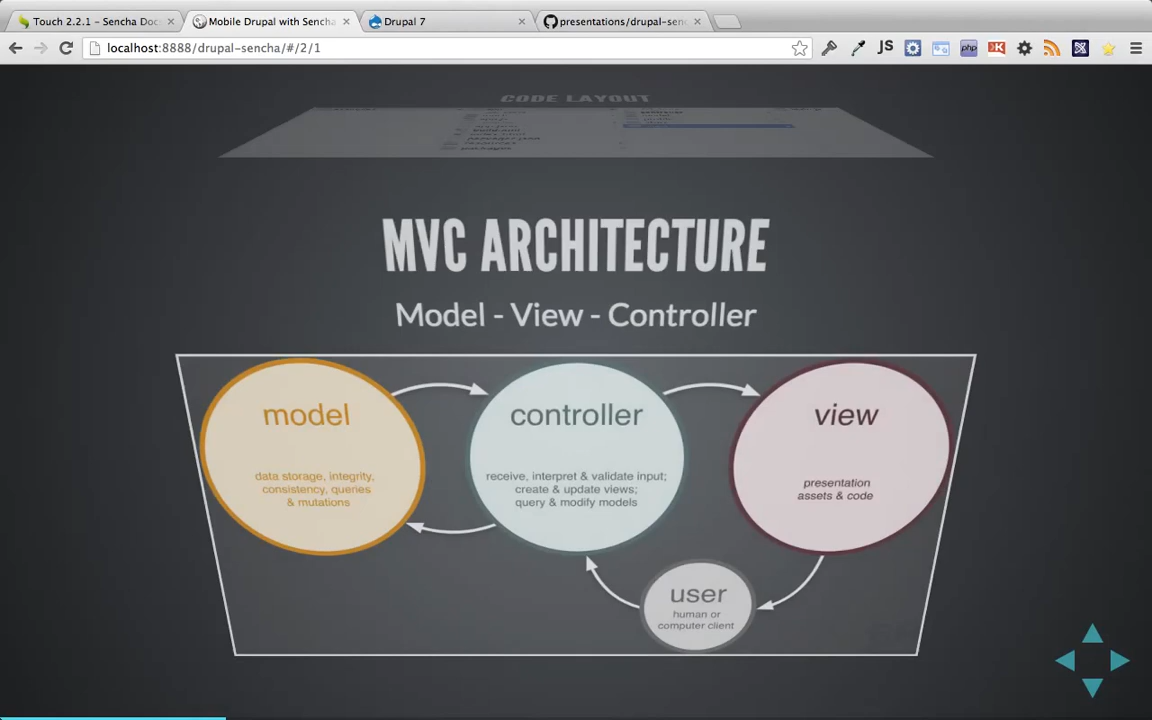 Touch 2.2.1 - Sencha Doc
Mobile Drupal with Sencha
Drupal 7
presentations/drupal-sen
localhost:8888/drupal-sencha/#/2/1
JS
php
CODE LAYOUT
MVC ARCHITECTURE
Model - View - Controller
model
data storage, integrity,
consistency, queries
& mutations
controller
receive, interpret & validate input;
create & update views;
query & modify models
view
presentation
assets & code
user
human or
computer client